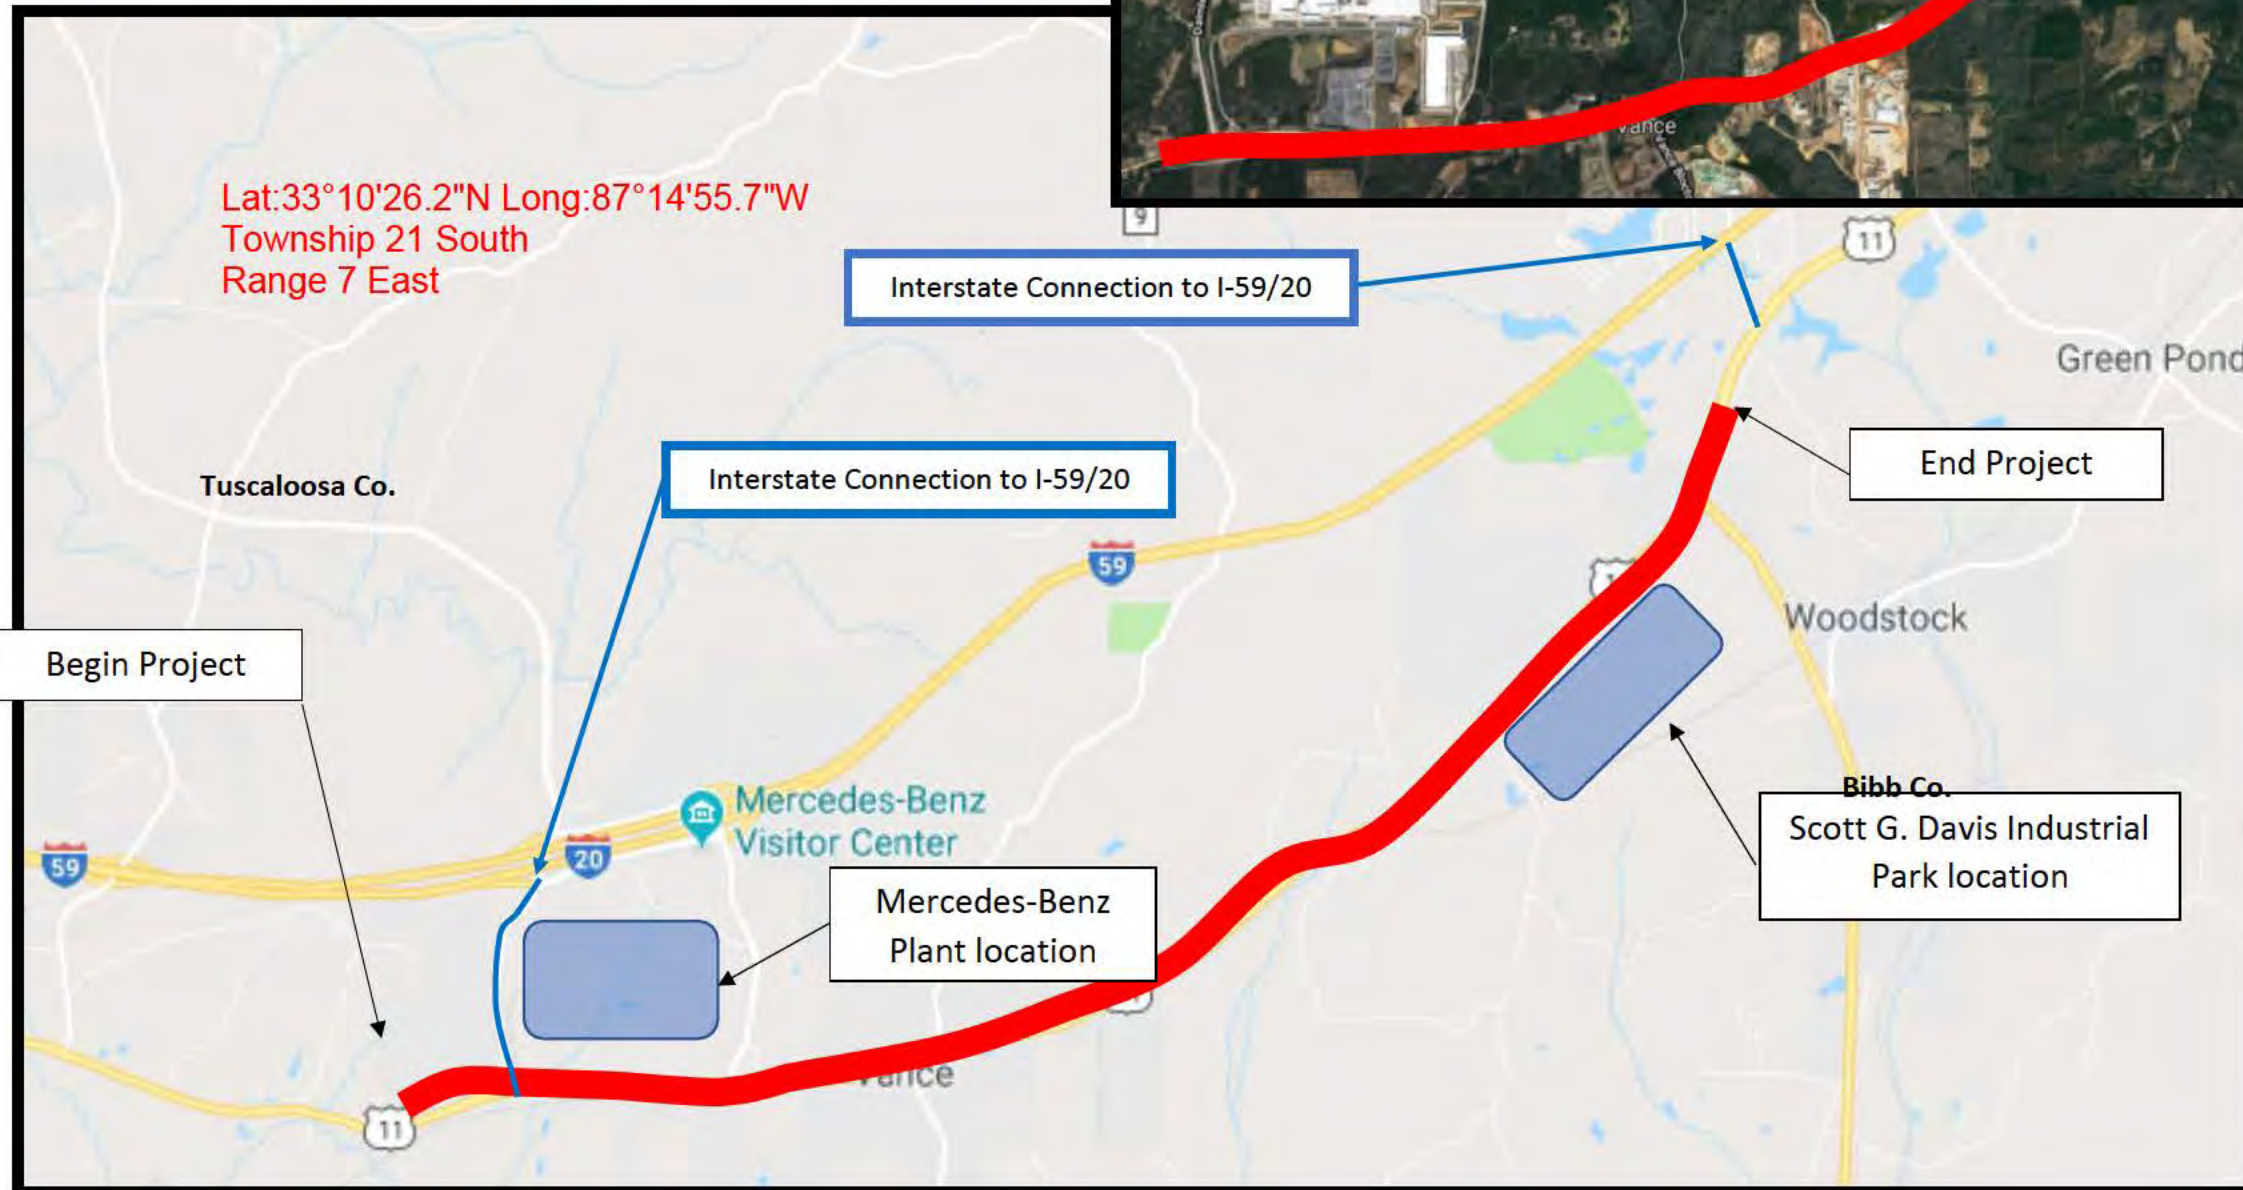 Vance
Lat:33°10'26.2"N Long:87°14'55.7"W
Township 21 South
Range 7 East
9
11
Interstate Connection to I-59/20
Green Pond
End Project
Interstate Connection to I-59/20
Tuscaloosa Co.
59
Woodstock
Begin Project
Mercedes-Benz
Visitor Center
Bibb Co.
Scott G. Davis Industrial
Park location
59
20
Mercedes-Benz
Plant location
Vance
11